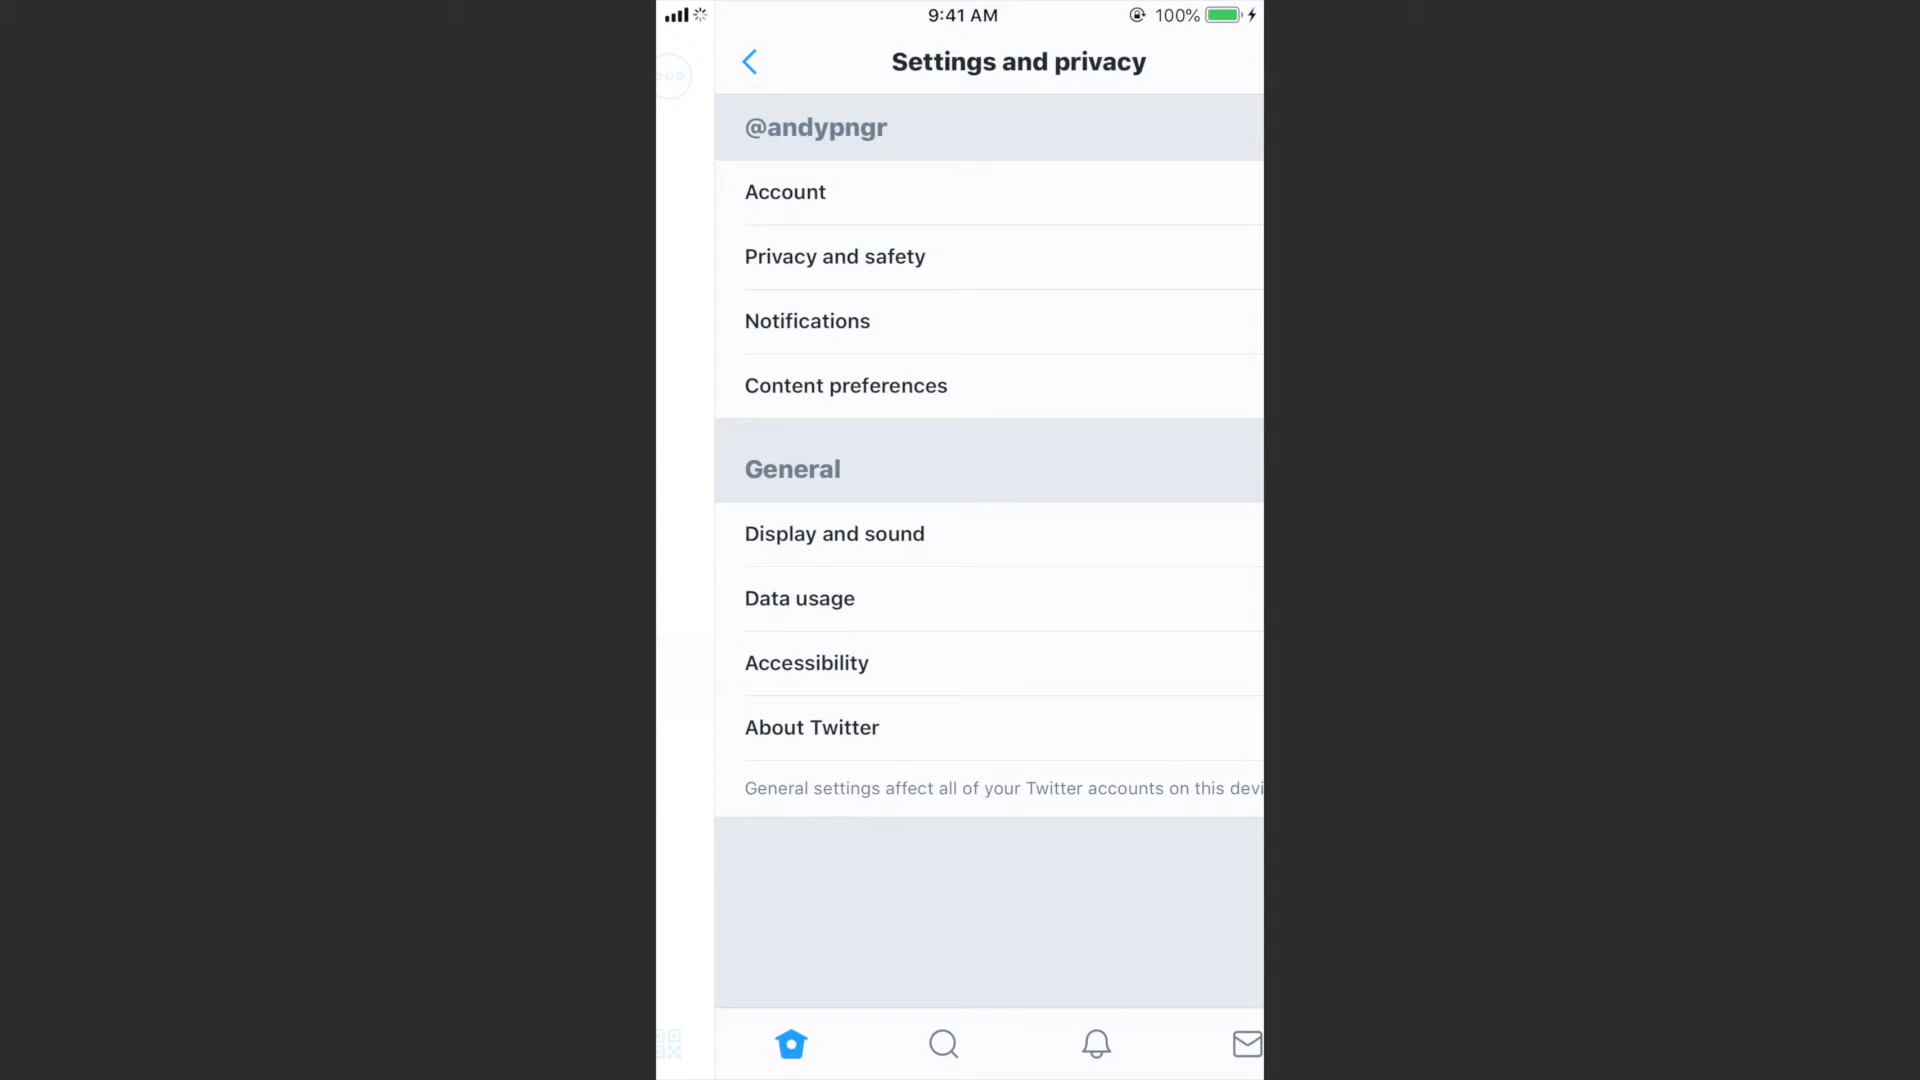 9:41 AM
100%
Settings and privacy
@andypngr
Account
Privacy and safety
Notifications
Content preferences
General
Display and sound
Data usage
Accessibility
About Twitter
General settings affect all of your Twitter accounts on this devi